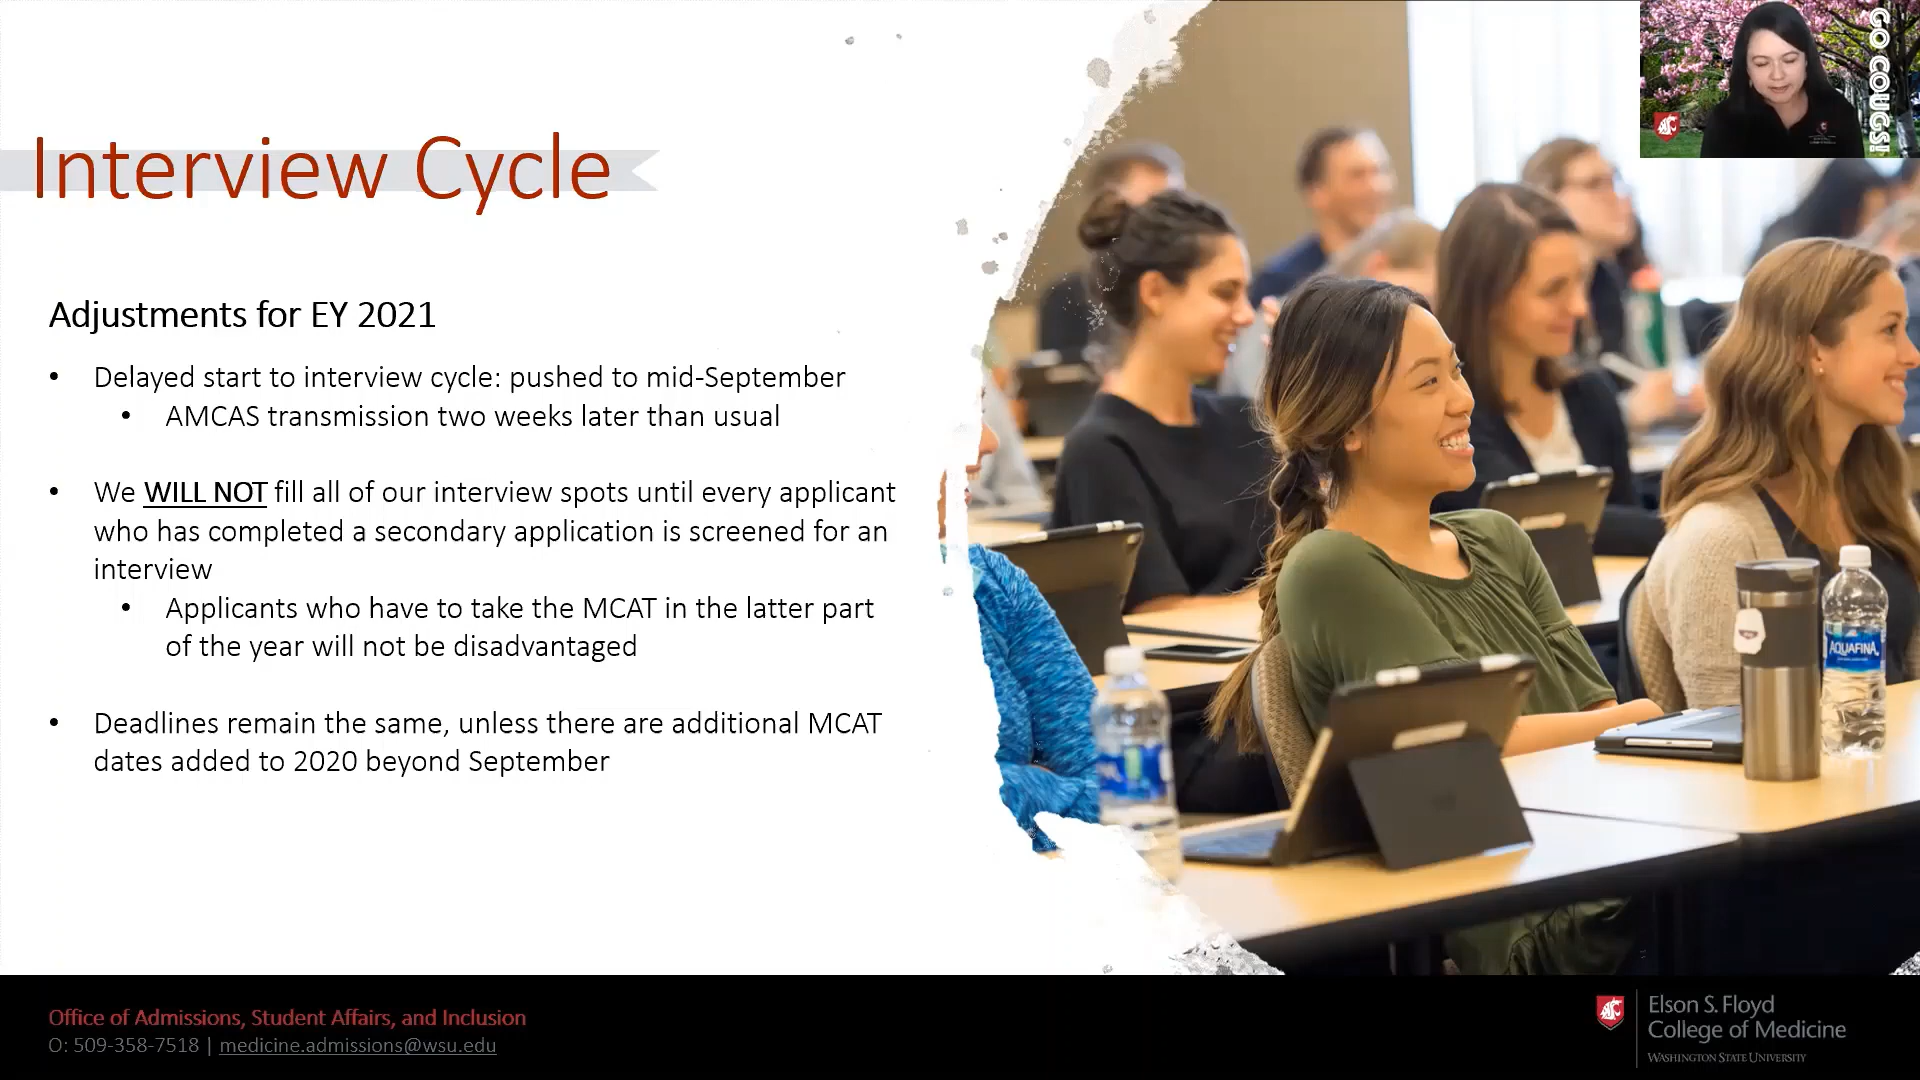 GO COUGS!
Interview Cycle
Adjustments for EY 2021
• Delayed start to interview cycle: pushed to mid-September
• AMCAS transmission two weeks later than usual
• We WILL NOT fill all of our interview spots until every applicant
who has completed a secondary application is screened for an
interview
• Applicants who have to take the MCAT in the latter part
of the year will not be disadvantaged
• Deadlines remain the same, unless there are additional MCAT
dates added to 2020 beyond September
AQUAFINA
Office of Admissions, Student Affairs, and Inclusion
O: 509-358-7518 | medicine.admissions@wsu.edu
Elson S. Floyd
College of Medicine
WASHINGTON STATE UNIVERSITY